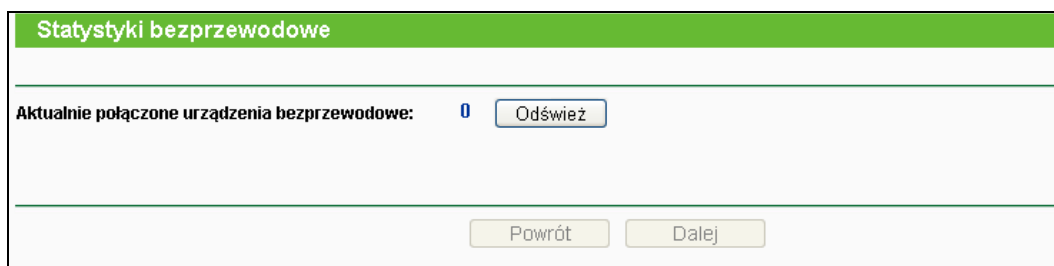 Statystyki bezprzewodowe
Aktualnie połączone urządzenia bezprzewodowe: 0 Odśwież
Powrót Dalej